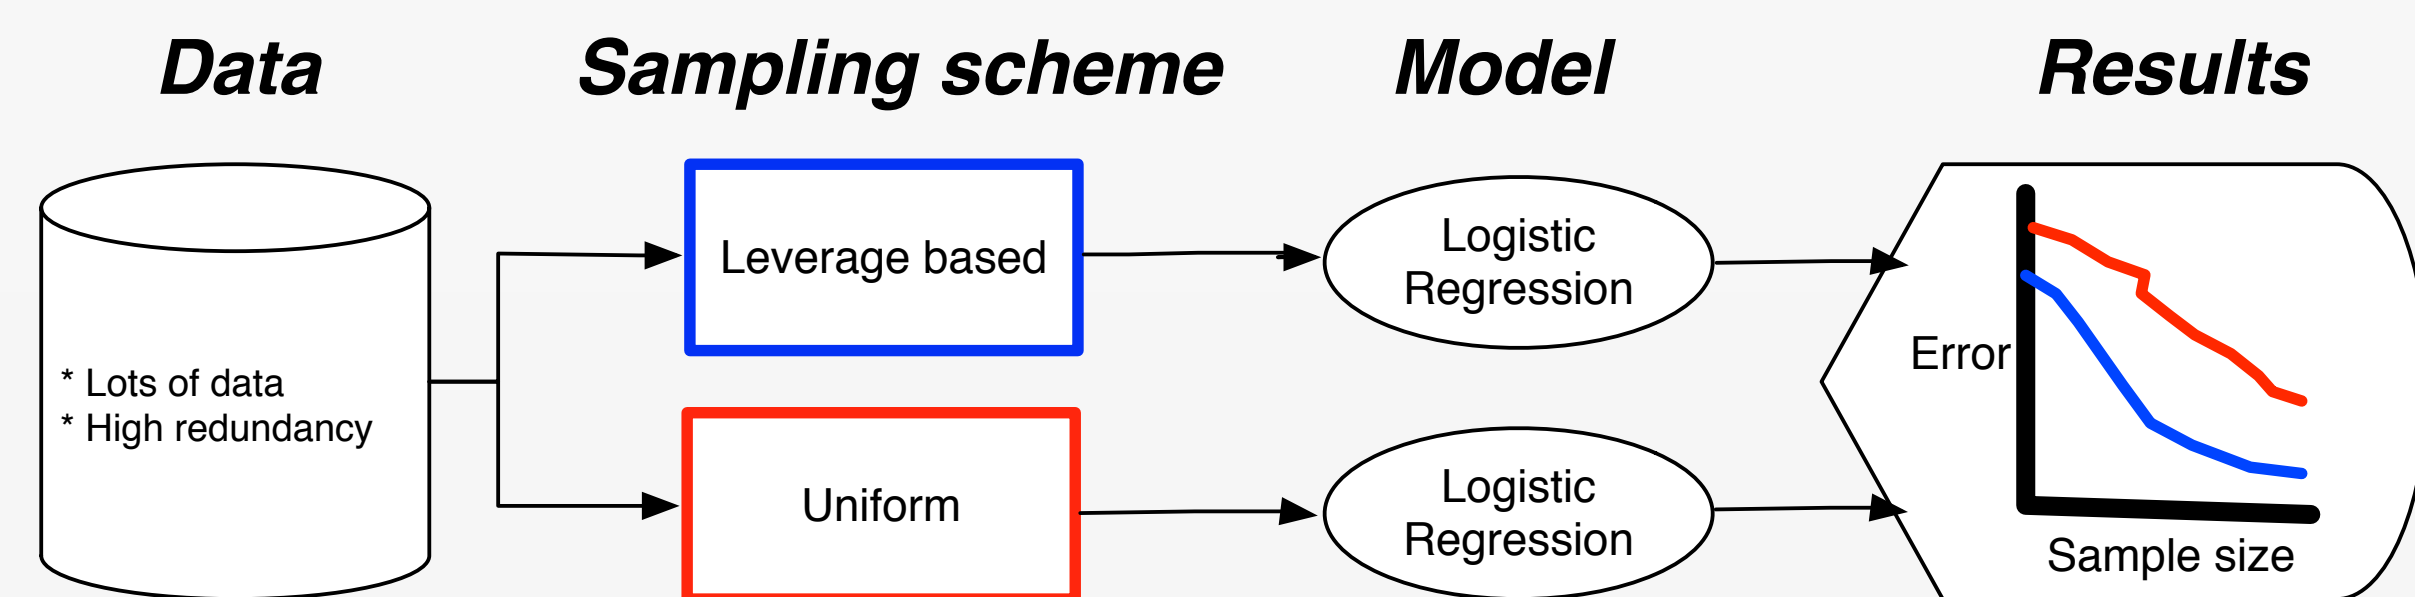 Data
Sampling scheme
Model
Results
* Lots of data
* High redundancy
Leverage based
Uniform
Logistic
Regression
Logistic
Regression
Error
Sample size